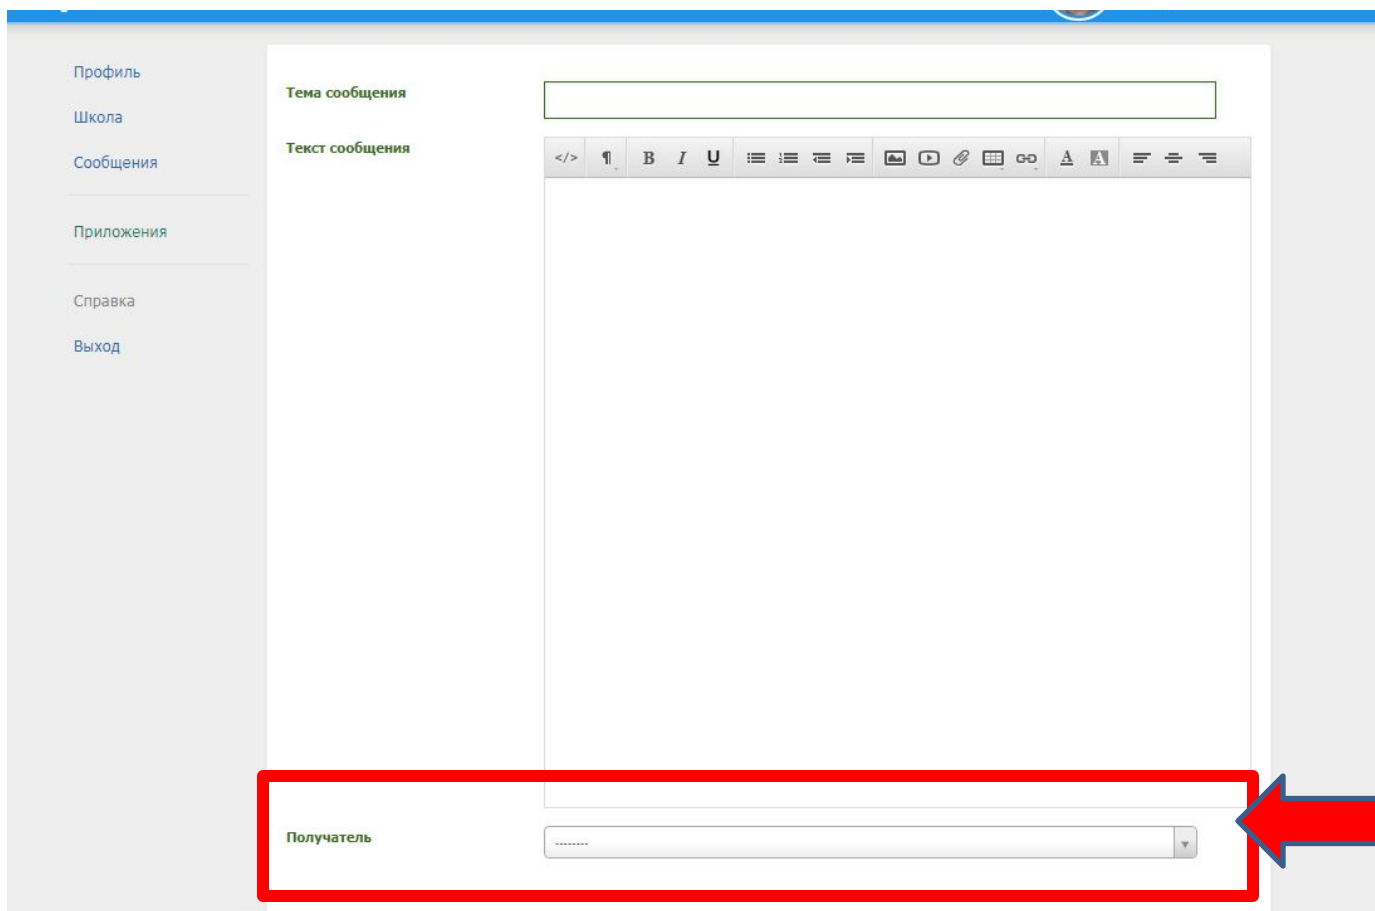 Профиль
Школа
Сообщения
Приложения
Справка
Выход
Тема сообщения
Текст сообщения
</> ¶ B I U A A
Получатель
--------